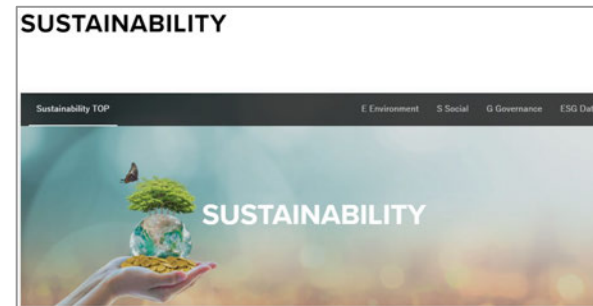 SUSTAINABILITY
Sustainability TOP E Environment S Social G Governance ESG Dat
SUSTAINABILITY